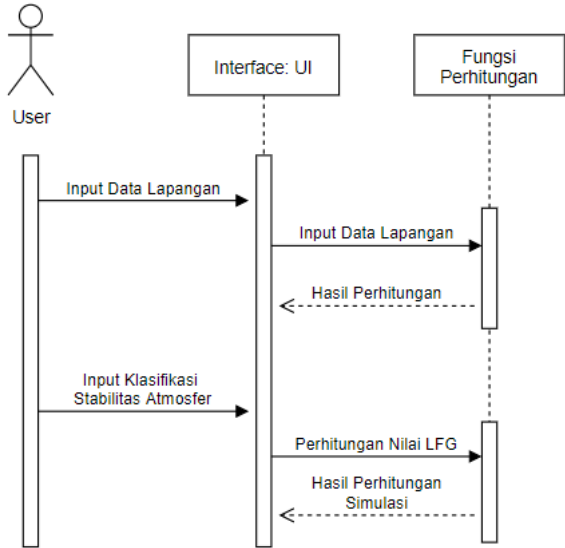 Interface: UI
Fungsi
Perhitungan
User
Input Data Lapangan
Input Data Lapangan
Hasil Perhitungan
Input Klasifikasi
Stabilitas Atmosfer
Perhitungan Nilai LFG
Hasil Perhitungan
Simulasi